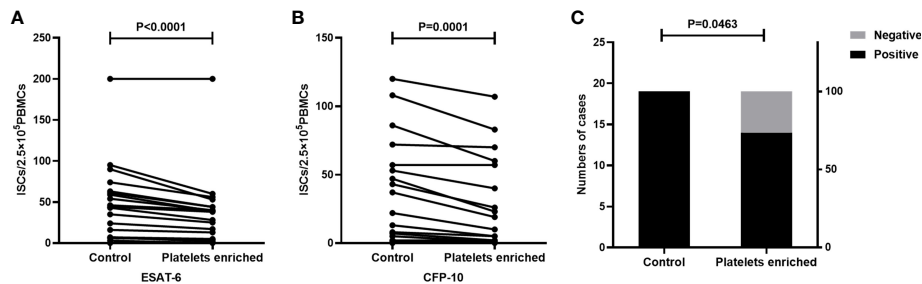 A
P<0.0001
ISCs/2.5×10⁵PBMCs
250
200
150
100
50
0
Control
Platelets enriched
ESAT-6
B
P=0.0001
ISCs/2.5×10⁵PBMCs
150
100
50
0
Control
Platelets enriched
CFP-10
C
P=0.0463
Negative
Positive
Numbers of cases
25
20
15
10
5
0
100
50
0
Control
Platelets enriched